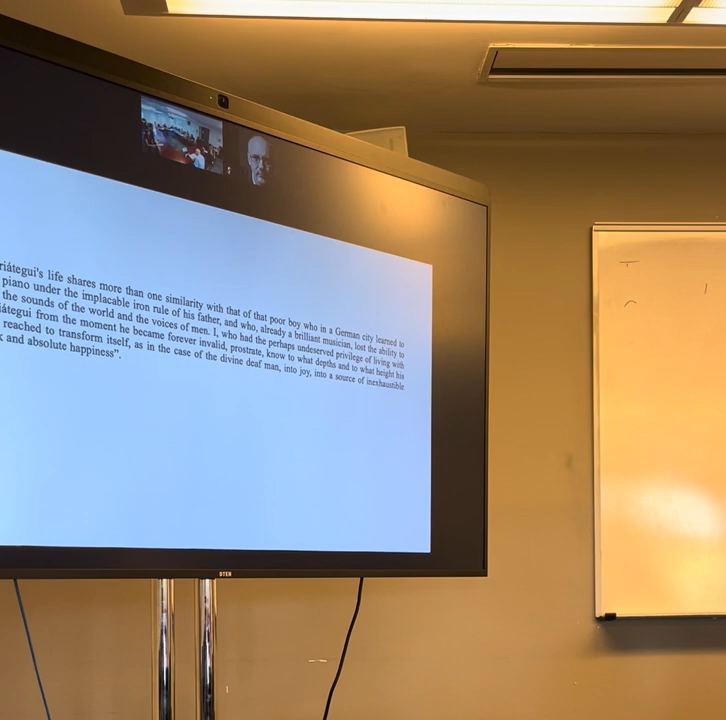 riátegui's life shares more than one similarity with that of that poor boy who in a German city learned to
piano under the implacable iron rule of his father, and who, already a brilliant musician, lost the ability to
the sounds of the world and the voices of men. I, who had the perhaps undeserved privilege of living with
iátegui from the moment he became forever invalid, prostrate, know to what depths and to what height his
reached to transform itself, as in the case of the divine deaf man, into joy, into a source of inexhaustible
and absolute happiness".
DTEN